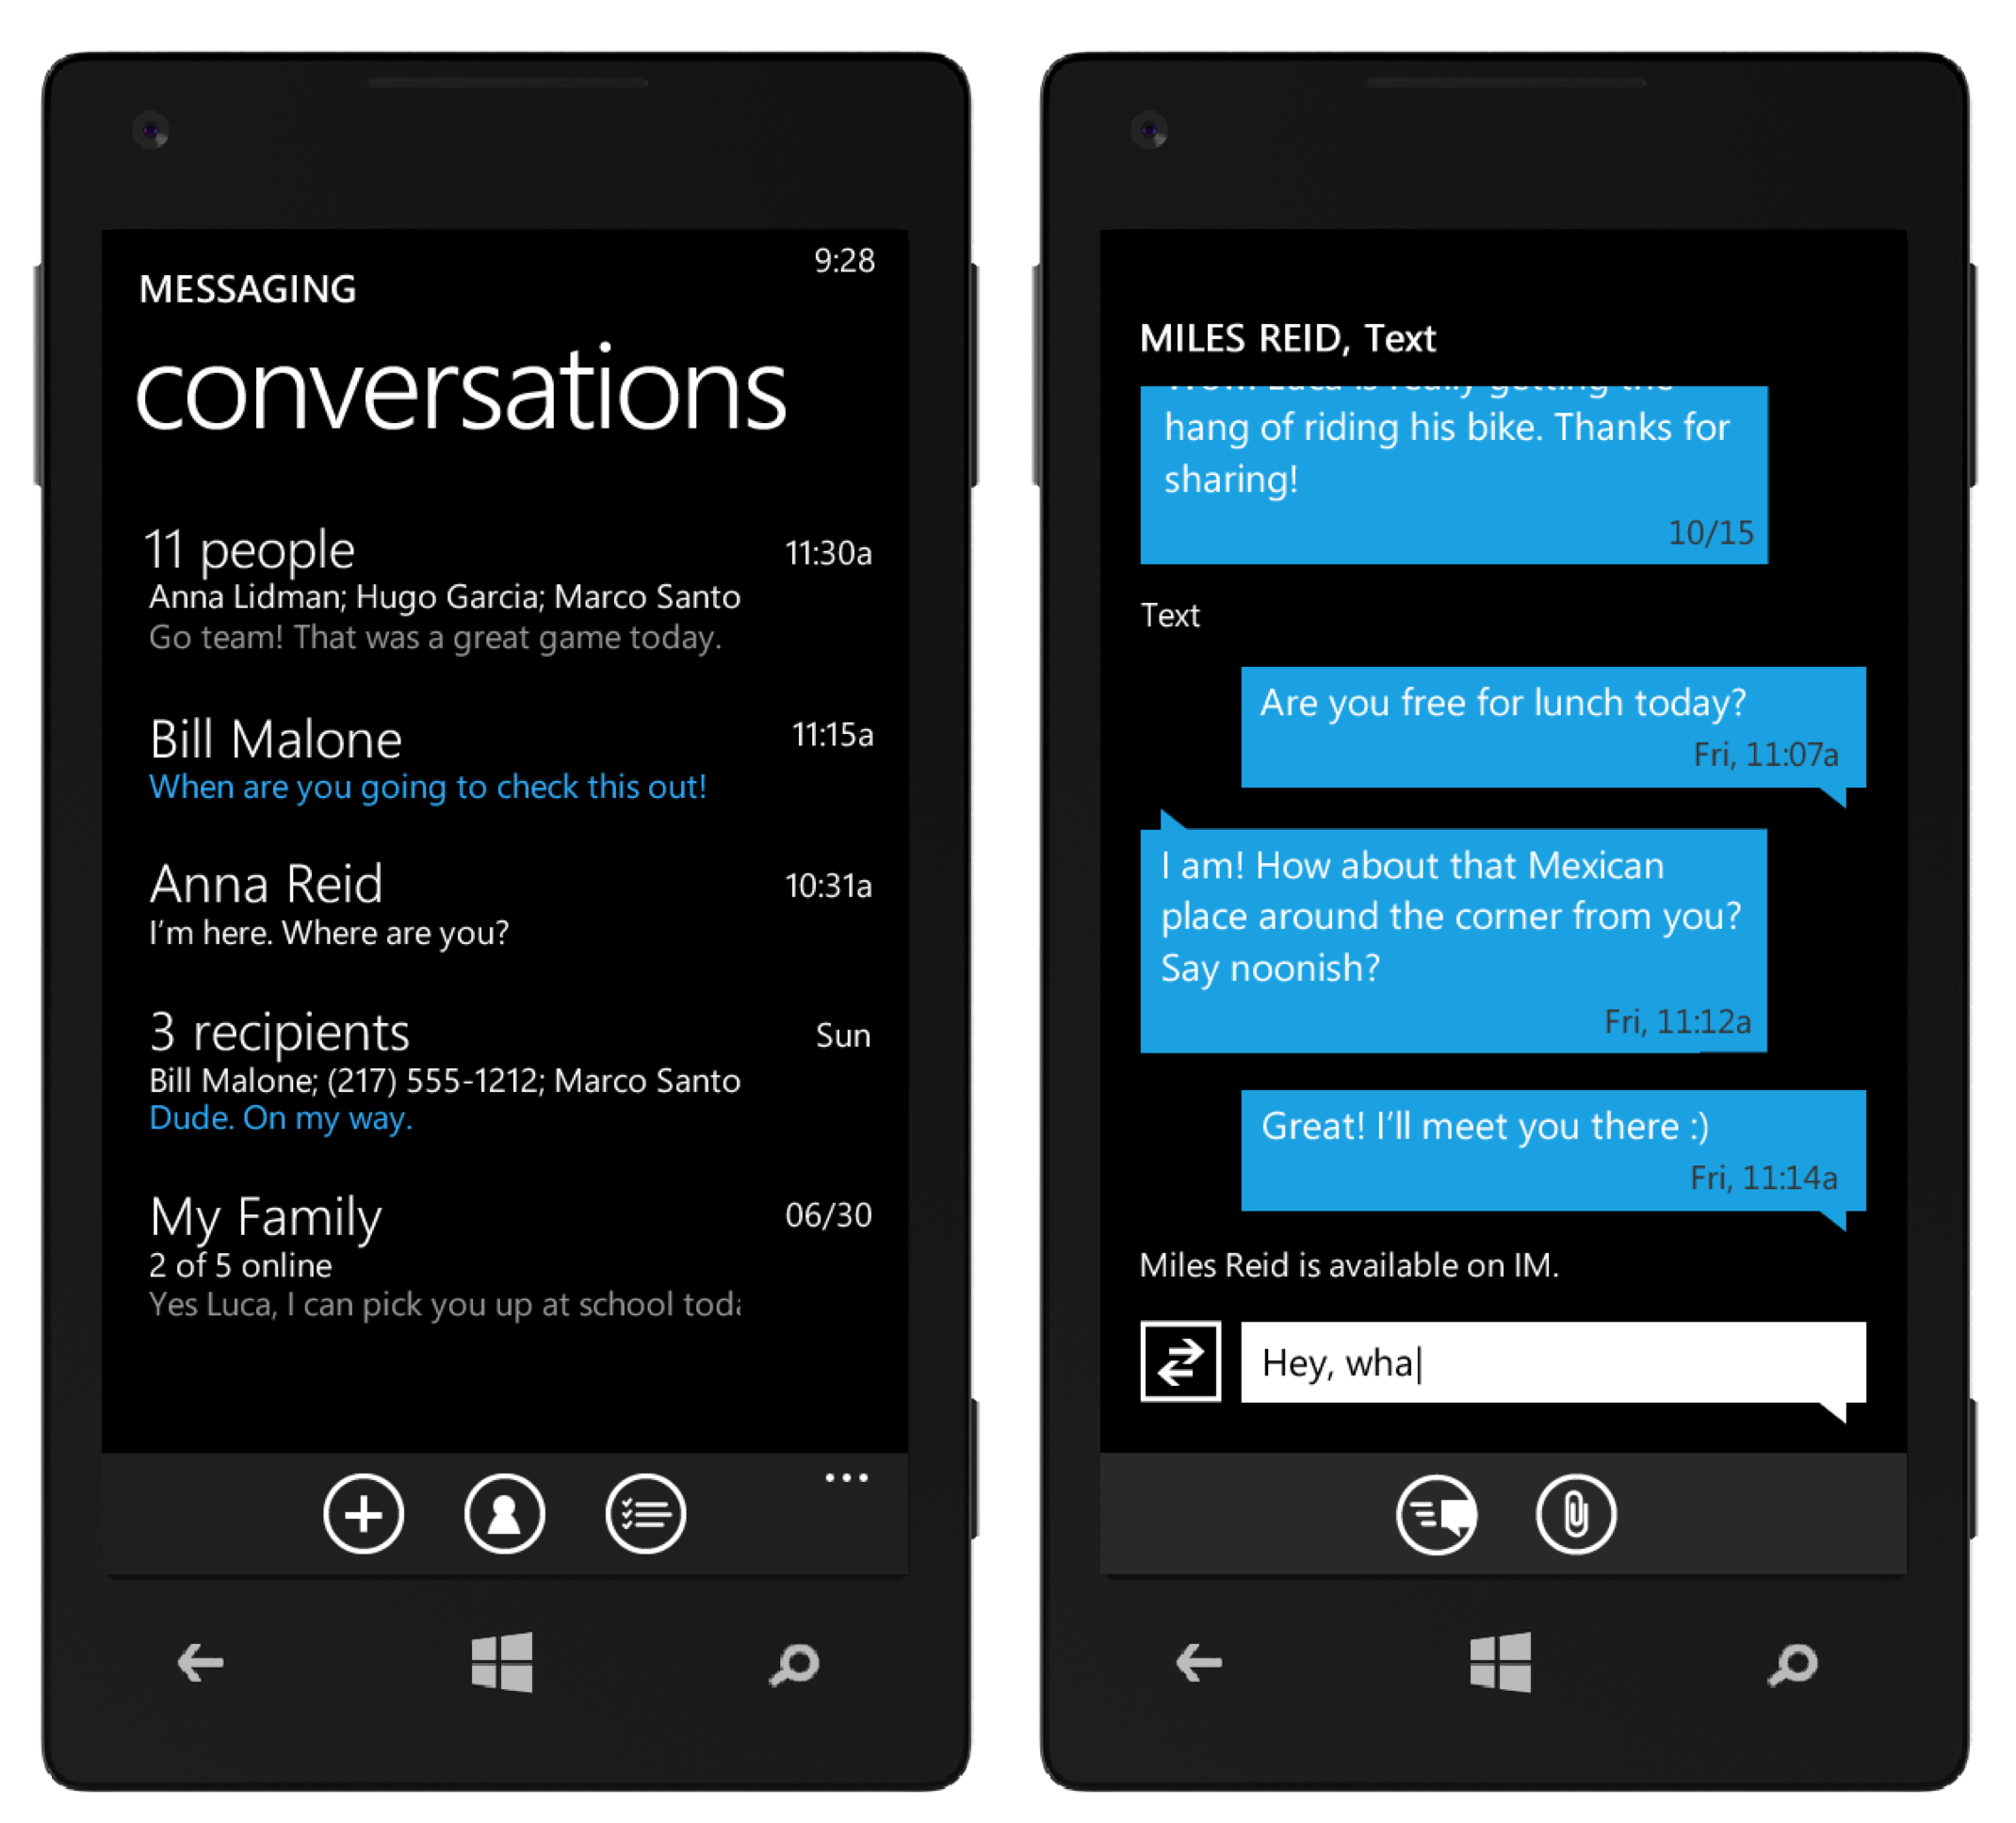 9:28
MESSAGING
conversations
11 people
11:30a
Anna Lidman; Hugo Garcia; Marco Santo
Go team! That was a great game today.
Bill Malone
11:15a
When are you going to check this out!
Anna Reid
10:31a
I'm here. Where are you?
3 recipients
Sun
Bill Malone; (217) 555-1212; Marco Santo
Dude. On my way.
My Family
06/30
2 of 5 online
Yes Luca, I can pick you up at school
MILES REID, Text
Wow! Luca is really getting the
hang of riding his bike. Thanks for
sharing!
10/15
Text
Are you free for lunch today?
Fri, 11:07a
I am! How about that Mexican
place around the corner from you?
Say noonish?
Fri, 11:12a
Great! I'll meet you there :)
Fri, 11:14a
Miles Reid is available on IM.
Hey, wha